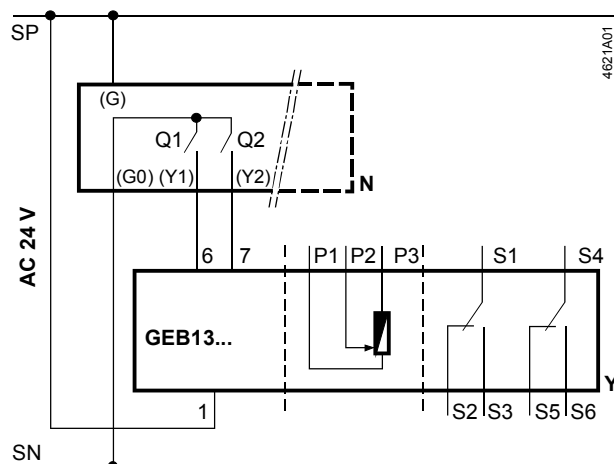 SP
4621A01
(G)
Q1 Q2
(G0) (Y1) (Y2) N
AC 24 V
6 7 P1 P2 P3 S1 S4
GEB13...
Y
1 S2 S3 S5 S6
SN